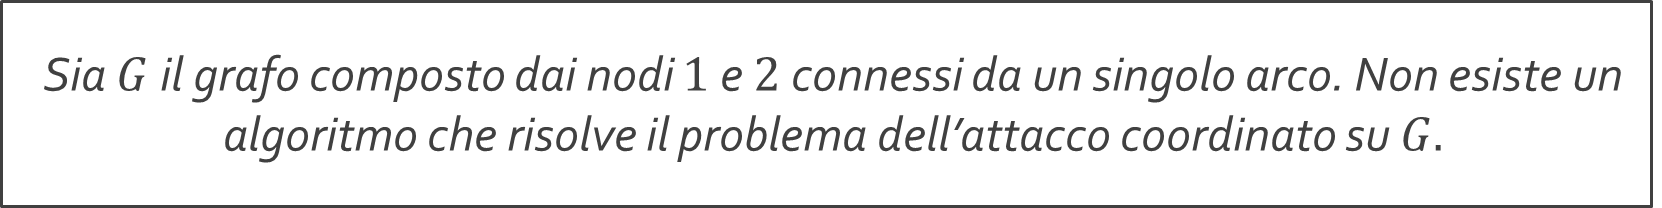 Sia G il grafo composto dai nodi 1 e 2 connessi da un singolo arco. Non esiste un
algoritmo che risolve il problema dell’attacco coordinato su G.